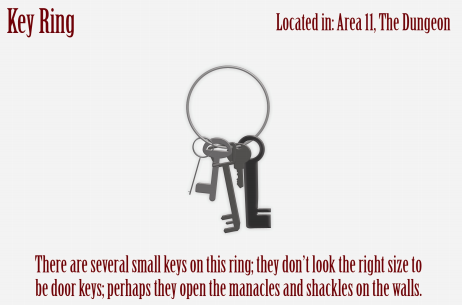 Key Ring
Located in: Area 11, The Dungeon
There are several small keys on this ring; they don't look the right size to
be door keys; perhaps they open the manacles and shackles on the walls.